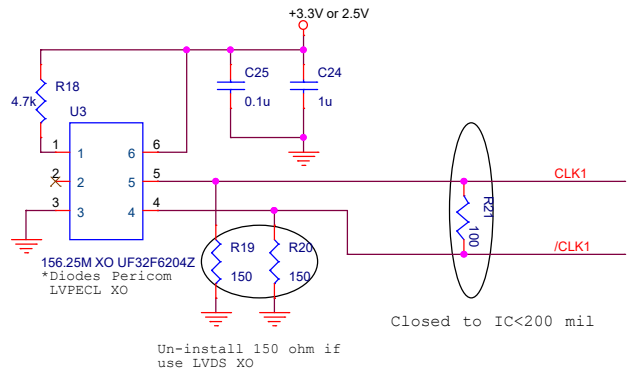 +3.3V or 2.5V
R18
4.7k
C25
0.1u
C24
1u
U3
1
1
6
6
2
2
5
5
3
3
4
4
CLK1
R21
100
/CLK1
R19
150
R20
150
156.25M XO UF32F6204Z
*Diodes Pericom
LVPECL XO
Closed to IC<200 mil
Un-install 150 ohm if
use LVDS XO